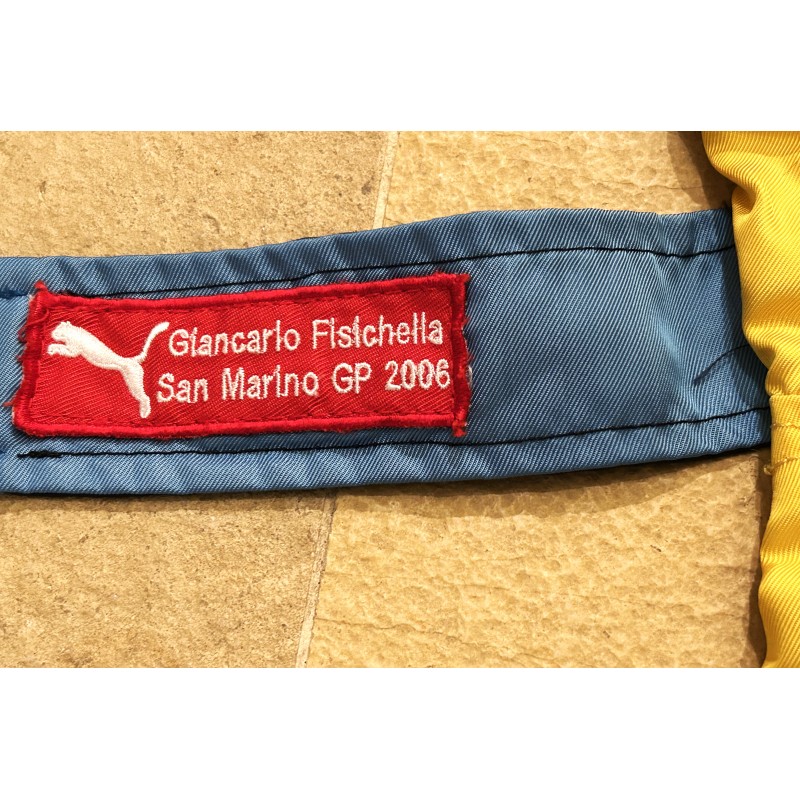 Giancarlo Fisichella
San Marino GP 2006